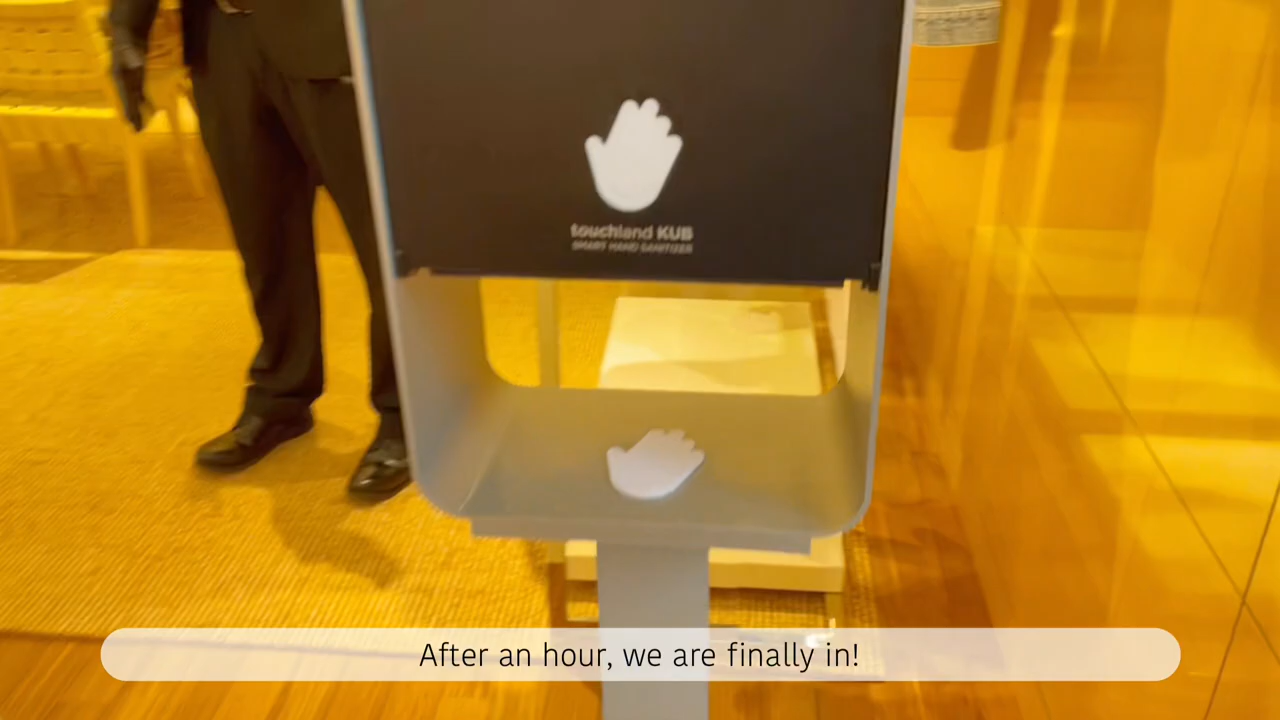 touchland KUB
SMART HAND SANITIZER
After an hour, we are finally in!